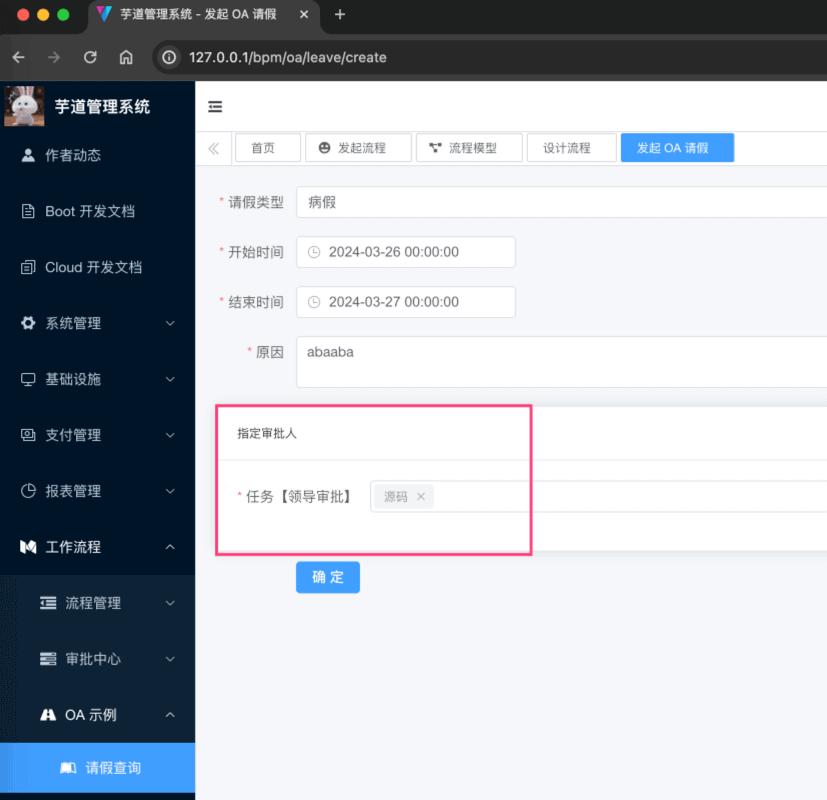 芋道管理系统 - 发起 OA 请假
127.0.0.1/bpm/oa/leave/create
芋道管理系统
首页 发起流程 流程模型 设计流程 发起 OA 请假
作者动态
Boot 开发文档
Cloud 开发文档
系统管理
基础设施
支付管理
报表管理
工作流程
流程管理
审批中心
OA 示例
请假查询
* 请假类型 病假
* 开始时间 2024-03-26 00:00:00
* 结束时间 2024-03-27 00:00:00
* 原因 abaaba
指定审批人
* 任务【领导审批】 源码 ×
确 定